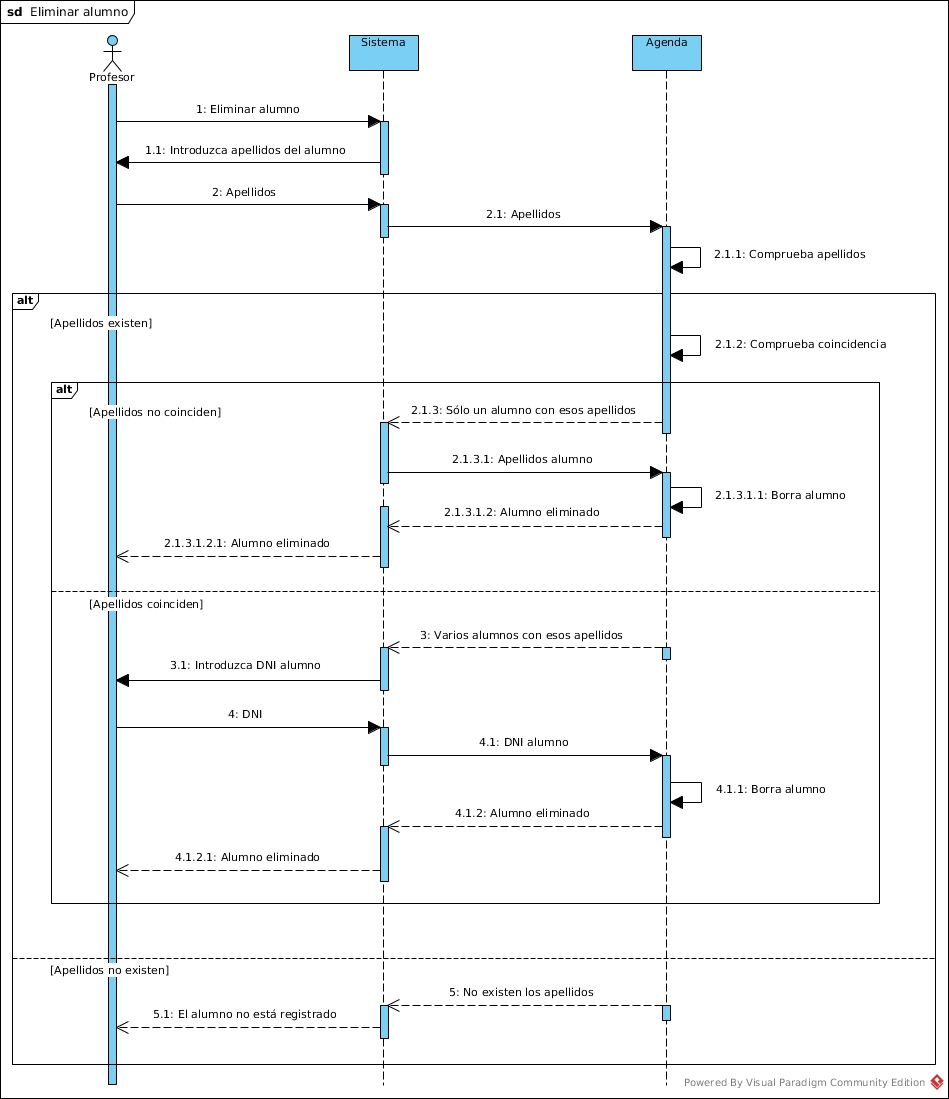 sd Eliminar alumno
Sistema
Agenda
Profesor
1: Eliminar alumno
1.1: Introduzca apellidos del alumno
2: Apellidos
2.1: Apellidos
2.1.1: Comprueba apellidos
alt
[Apellidos existen]
2.1.2: Comprueba coincidencia
alt
[Apellidos no coinciden]
2.1.3: Sólo un alumno con esos apellidos
2.1.3.1: Apellidos alumno
2.1.3.1.1: Borra alumno
2.1.3.1.2: Alumno eliminado
2.1.3.1.2.1: Alumno eliminado
[Apellidos coinciden]
3: Varios alumnos con esos apellidos
3.1: Introduzca DNI alumno
4: DNI
4.1: DNI alumno
4.1.1: Borra alumno
4.1.2: Alumno eliminado
4.1.2.1: Alumno eliminado
[Apellidos no existen]
5: No existen los apellidos
5.1: El alumno no está registrado
Powered By Visual Paradigm Community Edition